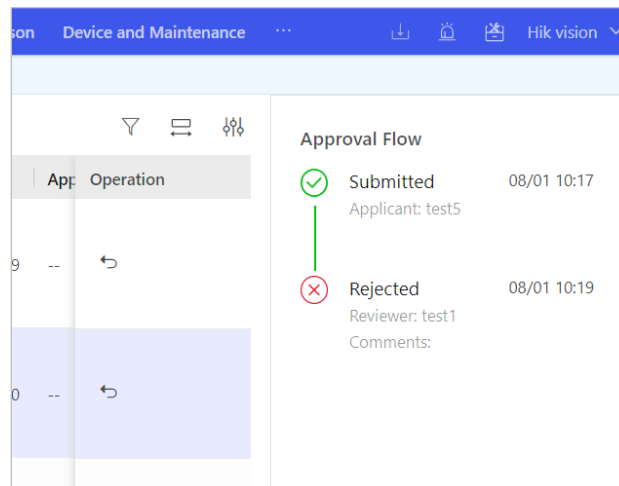 son Device and Maintenance ... Hik vision
Approval Flow
App Operation
Submitted 08/01 10:17
Applicant: test5
9 --
Rejected 08/01 10:19
Reviewer: test1
Comments:
0 --